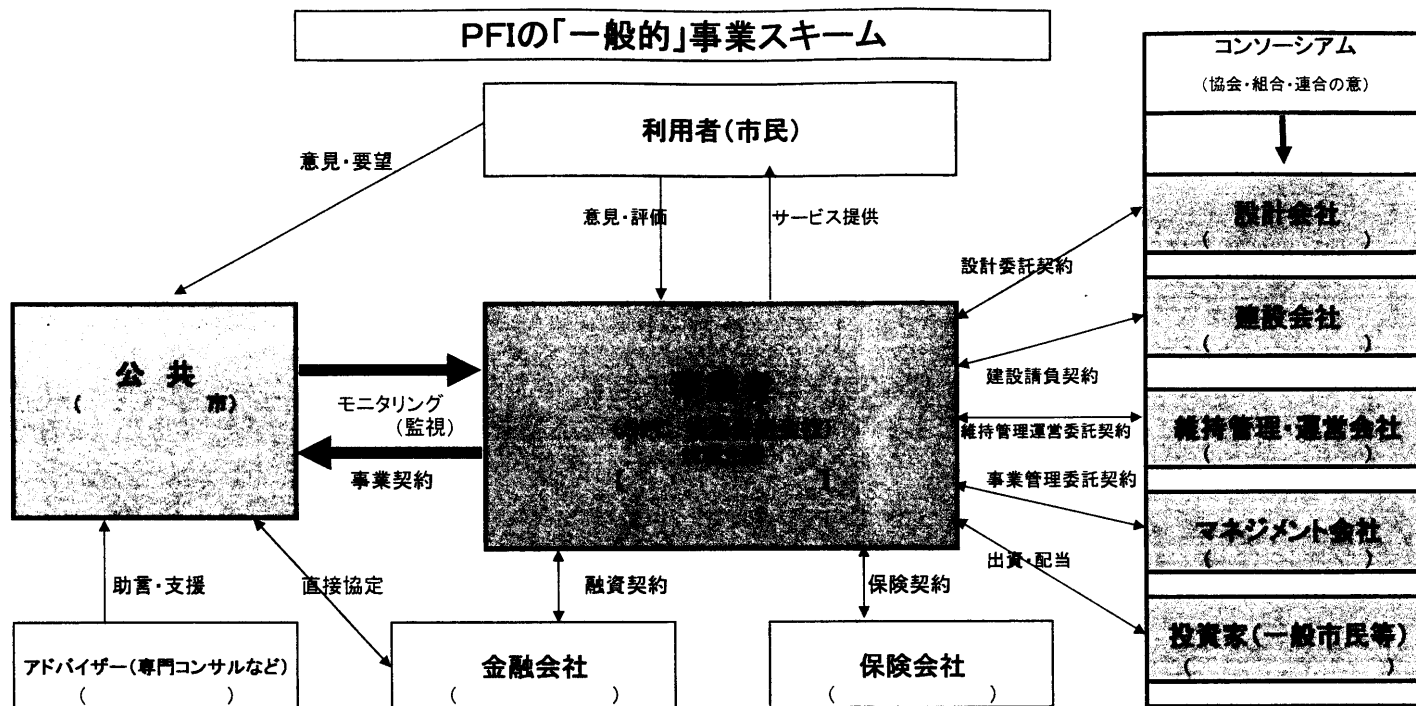 PFIの「一般的」事業スキーム
コンソーシアム
(協会・組合・連合の意)
利用者(市民)
意見・要望
意見・評価
サービス提供
設計会社
( )
設計委託契約
建設会社
( )
建設請負契約
公 共
( 市)
モニタリング
(監視)
事業契約
維持管理運営委託契約
維持管理・運営会社
( )
事業管理委託契約
マネジメント会社
( )
出資・配当
投資家(一般市民等)
( )
助言・支援
直接協定
融資契約
保険契約
アドバイザー(専門コンサルなど)
( )
金融会社
( )
保険会社
( )